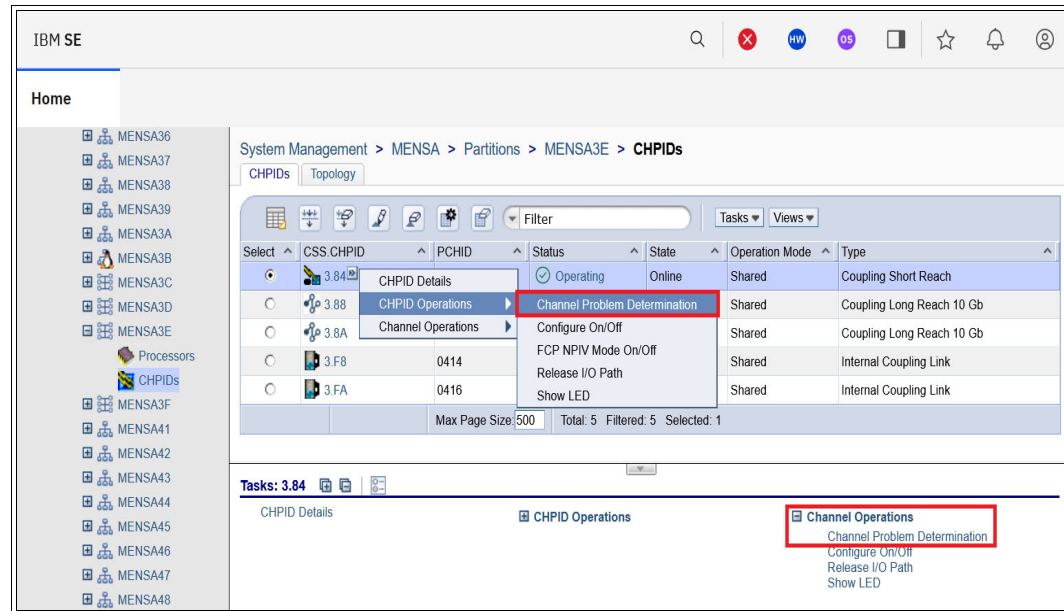 IBM SE
HW
OS
Home
MENSA36
MENSA37
MENSA38
MENSA39
MENSA3A
MENSA3B
MENSA3C
MENSA3D
MENSA3E
Processors
CHPIDs
MENSA3F
MENSA41
MENSA42
MENSA43
MENSA44
MENSA45
MENSA46
MENSA47
MENSA48
System Management > MENSA > Partitions > MENSA3E > CHPIDs
CHPIDs Topology
Filter Tasks Views
Select CSS.CHPID PCHID Status State Operation Mode Type
3.84 Operating Online Shared Coupling Short Reach
3.88 Shared Coupling Long Reach 10 Gb
3.8A Shared Coupling Long Reach 10 Gb
3.F8 0414 Shared Internal Coupling Link
3.FA 0416 Shared Internal Coupling Link
Max Page Size: 500 Total: 5 Filtered: 5 Selected: 1
CHPID Details
CHPID Operations
Channel Operations
Channel Problem Determination
Configure On/Off
FCP NPIV Mode On/Off
Release I/O Path
Show LED
Tasks: 3.84
CHPID Details
CHPID Operations
Channel Operations
Channel Problem Determination
Configure On/Off
Release I/O Path
Show LED